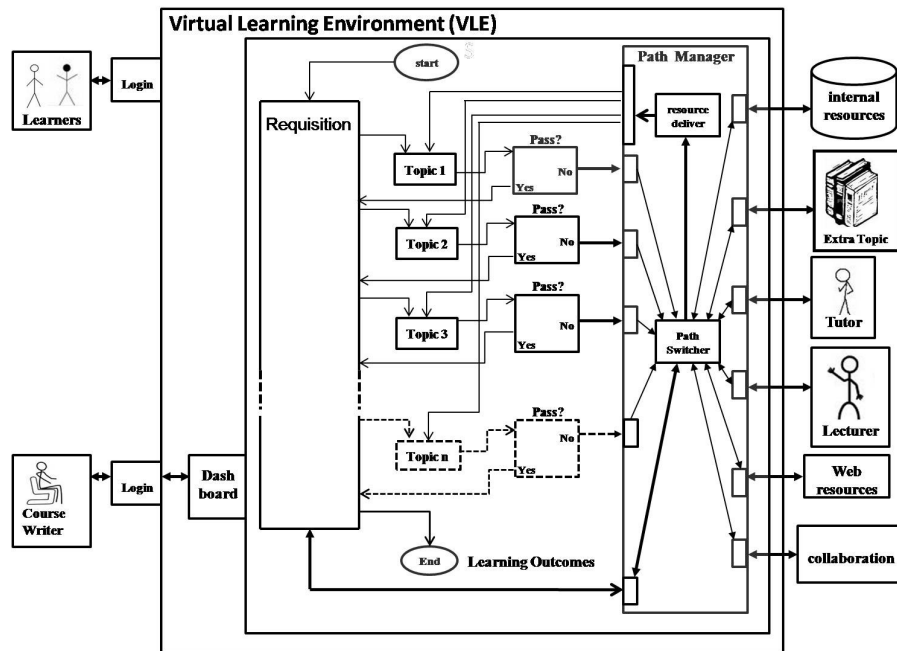 Virtual Learning Environment (VLE)
start
Path Manager
Learners
Login
Requisition
resource
deliver
internal
resources
Pass?
Topic 1
No
Yes
Pass?
Topic 2
No
Yes
Extra Topic
Pass?
Topic 3
No
Yes
Path
Switcher
Tutor
Lecturer
Pass?
Topic n
No
Yes
Course
Writer
Login
Dash
board
Web
resources
End
Learning Outcomes
collaboration